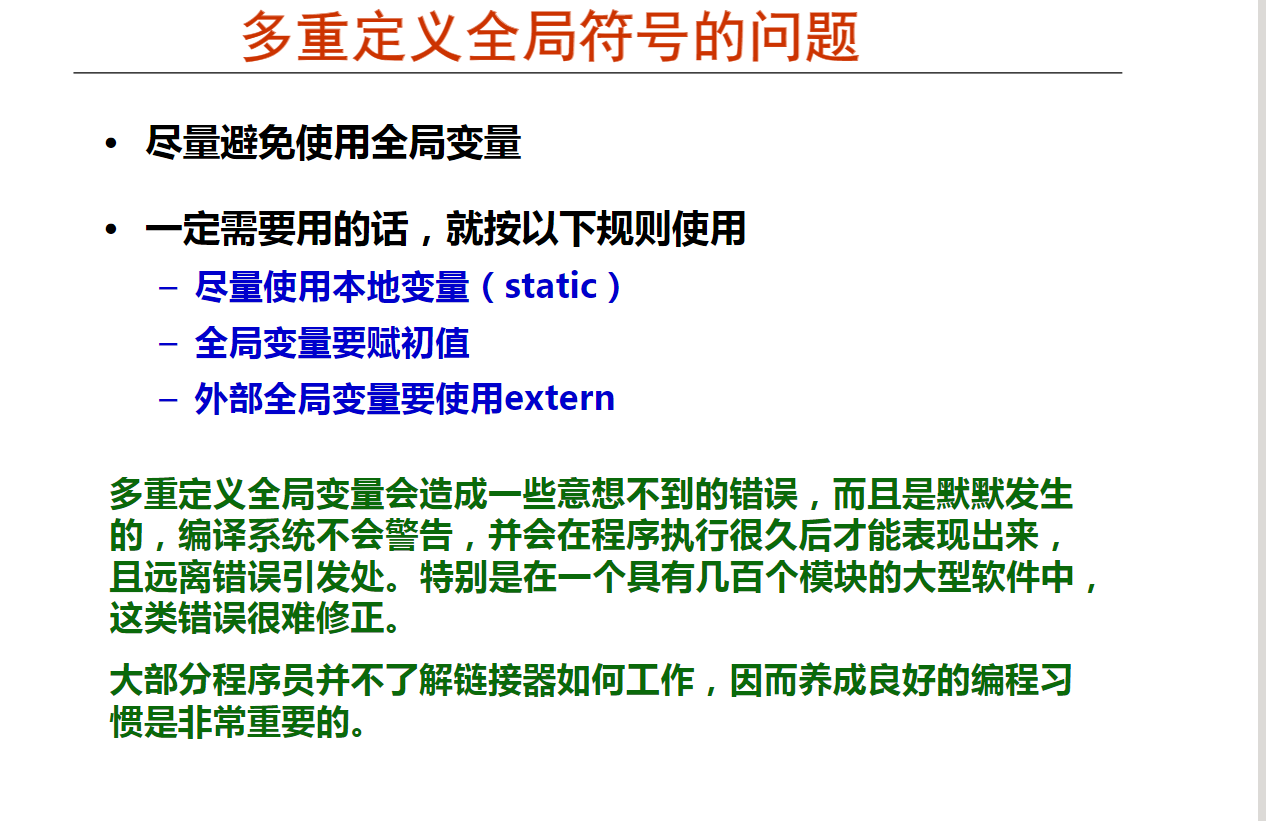 多重定义全局符号的问题
• 尽量避免使用全局变量
• 一定需要用的话，就按以下规则使用
– 尽量使用本地变量（static）
– 全局变量要赋初值
– 外部全局变量要使用extern
多重定义全局变量会造成一些意想不到的错误，而且是默默发生
的，编译系统不会警告，并会在程序执行很久后才能表现出来，
且远离错误引发处。特别是在一个具有几百个模块的大型软件中，
这类错误很难修正。
大部分程序员并不了解链接器如何工作，因而养成良好的编程习
惯是非常重要的。